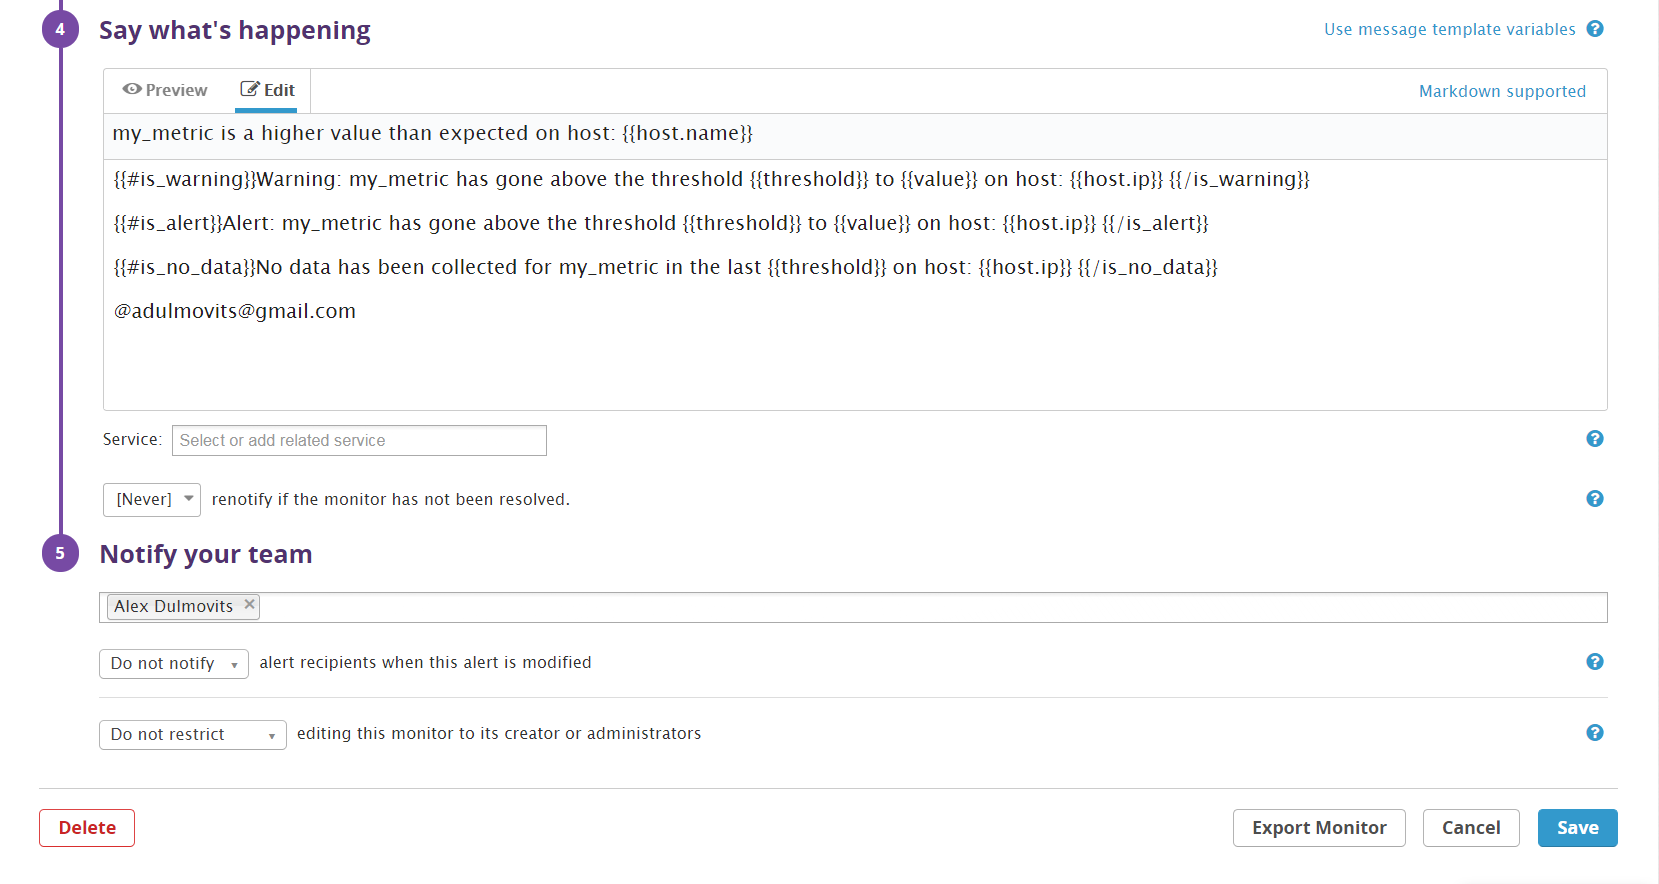 4
Say what's happening
Use message template variables ?
Preview
Edit
Markdown supported
my_metric is a higher value than expected on host: {{host.name}}
{{#is_warning}}Warning: my_metric has gone above the threshold {{threshold}} to {{value}} on host: {{host.ip}} {{/is_warning}}
{{#is_alert}}Alert: my_metric has gone above the threshold {{threshold}} to {{value}} on host: {{host.ip}} {{/is_alert}}
{{#is_no_data}}No data has been collected for my_metric in the last {{threshold}} on host: {{host.ip}} {{/is_no_data}}
@adulmovits@gmail.com
Service: Select or add related service ?
[Never] renotify if the monitor has not been resolved. ?
5
Notify your team
Alex Dulmovits ×
Do not notify alert recipients when this alert is modified ?
Do not restrict editing this monitor to its creator or administrators ?
Delete
Export Monitor
Cancel
Save